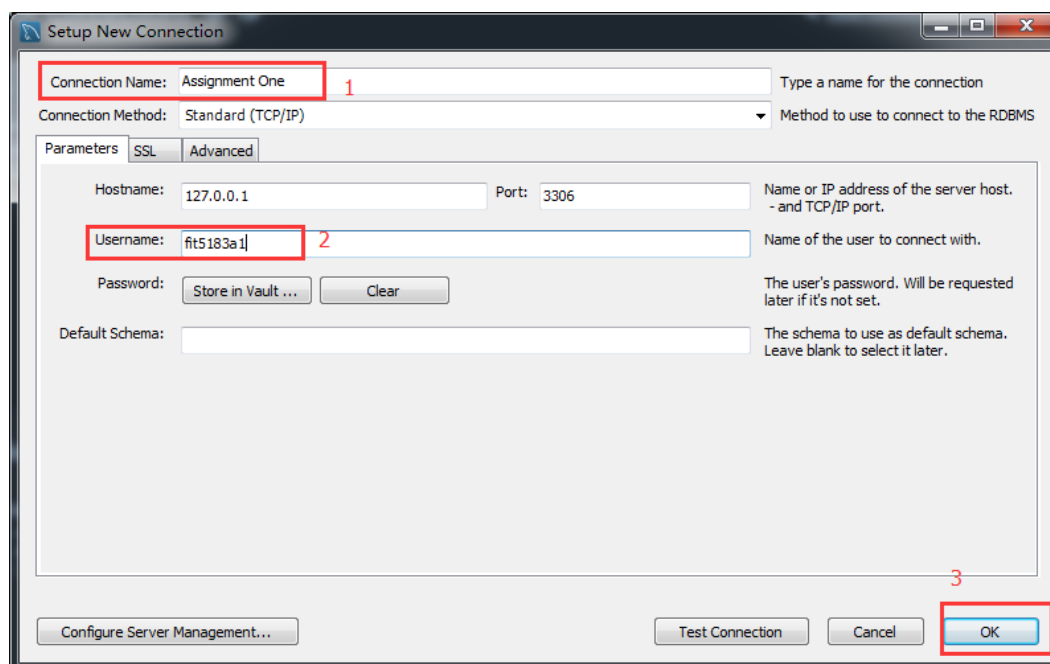 Setup New Connection
Connection Name: Assignment One 1 Type a name for the connection
Connection Method: Standard (TCP/IP) Method to use to connect to the RDBMS
Parameters SSL Advanced
Hostname: 127.0.0.1 Port: 3306 Name or IP address of the server host.
- and TCP/IP port.
Username: fit5183a1 2 Name of the user to connect with.
Password: Store in Vault ... Clear The user's password. Will be requested
later if it's not set.
Default Schema: The schema to use as default schema.
Leave blank to select it later.
3
Configure Server Management... Test Connection Cancel OK